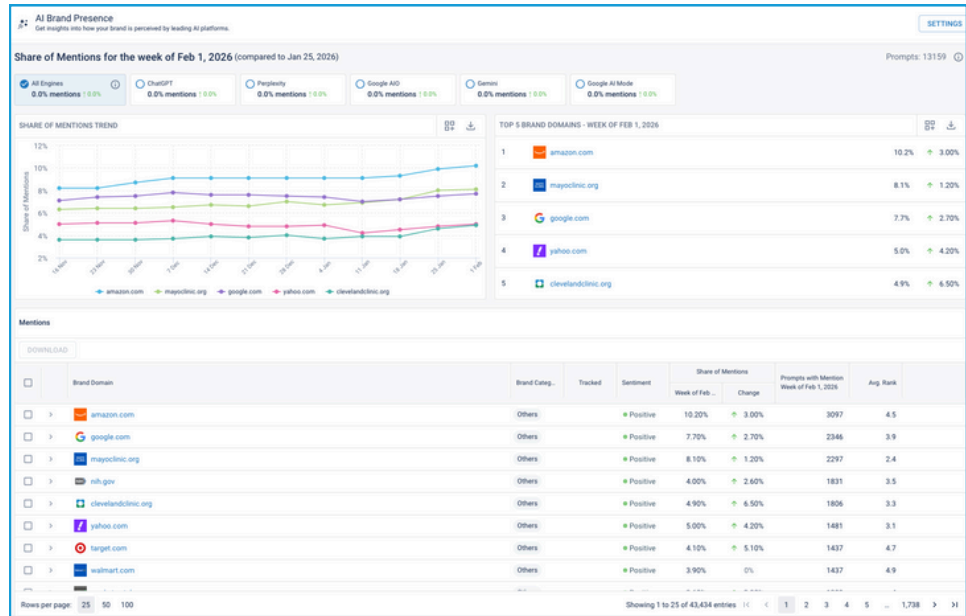 AI Brand Presence
Get insights into how your brand is perceived by leading AI platforms.
SETTINGS
Share of Mentions for the week of Feb 1, 2026 (compared to Jan 25, 2026)
Prompts: 13159
All Engines
0.0% mentions ↑ 0.0%
ChatGPT
0.0% mentions ↑ 0.0%
Perplexity
0.0% mentions ↑ 0.0%
Google AIO
0.0% mentions ↑ 0.0%
Gemini
0.0% mentions ↑ 0.0%
Google AI Mode
0.0% mentions ↑ 0.0%
SHARE OF MENTIONS TREND
Share of Mentions
12%
10%
8%
6%
4%
2%
16 Nov 23 Nov 30 Nov 7 Dec 14 Dec 21 Dec 28 Dec 4 Jan 11 Jan 18 Jan 25 Jan 1 Feb
amazon.com mayoclinic.org google.com yahoo.com clevelandclinic.org
TOP 5 BRAND DOMAINS - WEEK OF FEB 1, 2026
1 amazon.com 10.2% ↑ 3.00%
2 mayoclinic.org 8.1% ↑ 1.20%
3 google.com 7.7% ↑ 2.70%
4 yahoo.com 5.0% ↑ 4.20%
5 clevelandclinic.org 4.9% ↑ 6.50%
Mentions
DOWNLOAD
Brand Domain Brand Categ... Tracked Sentiment Share of Mentions Week of Feb ... Change Prompts with Mention Week of Feb 1, 2026 Avg. Rank
amazon.com Others Positive 10.20% ↑ 3.00% 3097 4.5
google.com Others Positive 7.70% ↑ 2.70% 2346 3.9
mayoclinic.org Others Positive 8.10% ↑ 1.20% 2297 2.4
nih.gov Others Positive 4.00% ↑ 2.60% 1831 3.5
clevelandclinic.org Others Positive 4.90% ↑ 6.50% 1806 3.3
yahoo.com Others Positive 5.00% ↑ 4.20% 1481 3.1
target.com Others Positive 4.10% ↑ 5.10% 1437 4.7
walmart.com Others Positive 3.90% 0% 1437 4.9
Rows per page: 25 50 100
Showing 1 to 25 of 43,434 entries 1 2 3 4 5 .. 1,738